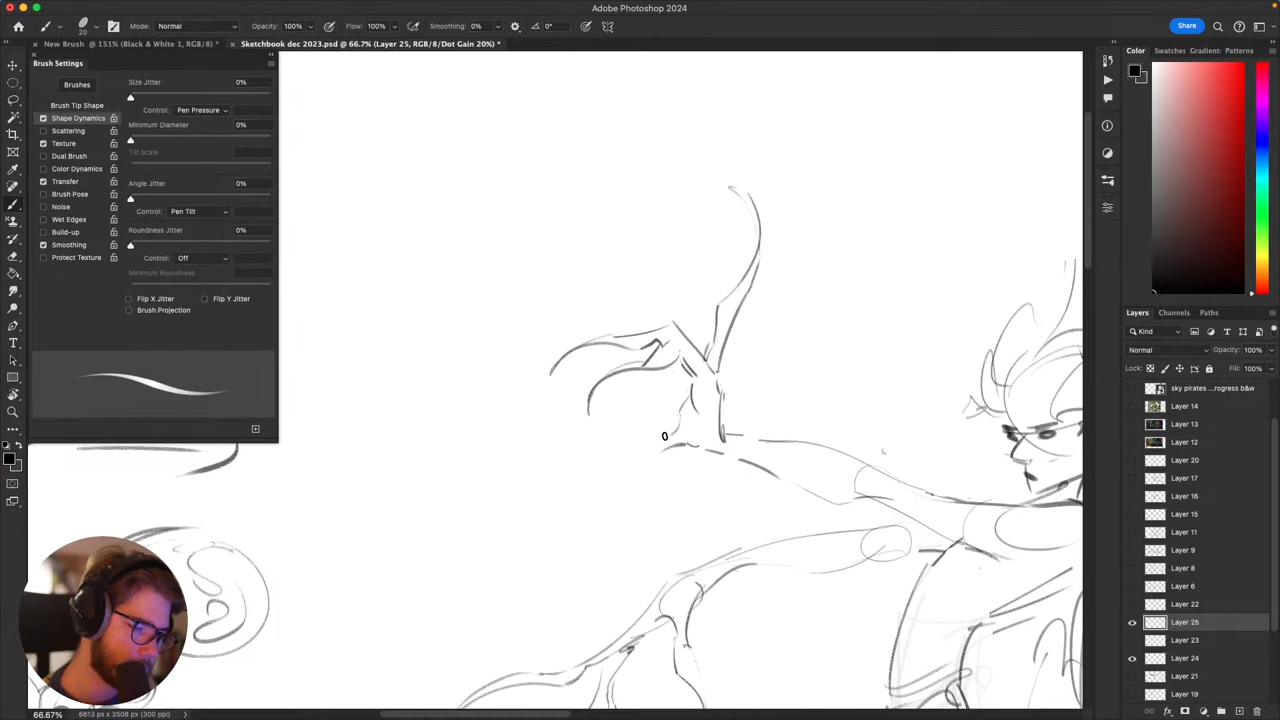 Adobe Photoshop 2024
20
Mode: Normal
Opacity: 100%
Flow: 100%
Smoothing: 0%
0°
Share
New Brush @ 151% (Black & White 1, RGB/8) *
Sketchbook dec 2023.psd @ 66.7% (Layer 25, RGB/8/Dot Gain 20%) *
Brush Settings
Brushes
Brush Tip Shape
Shape Dynamics
Scattering
Texture
Dual Brush
Color Dynamics
Transfer
Brush Pose
Noise
Wet Edges
Build-up
Smoothing
Protect Texture
Size Jitter 0%
Control: Pen Pressure
Minimum Diameter 0%
Tilt Scale
Angle Jitter 0%
Control: Pen Tilt
Roundness Jitter 0%
Control: Off
Minimum Roundness
Flip X Jitter Flip Y Jitter
Brush Projection
Color Swatches Gradient: Patterns
Layers Channels Paths
Kind
Normal Opacity: 100%
Lock: Fill: 100%
sky pirates ...rogress b&w
Layer 14
Layer 13
Layer 12
Layer 20
Layer 17
Layer 16
Layer 15
Layer 11
Layer 9
Layer 8
Layer 6
Layer 22
Layer 25
Layer 23
Layer 24
Layer 21
Layer 19
66.67% 6613 px x 3508 px (300 ppi)